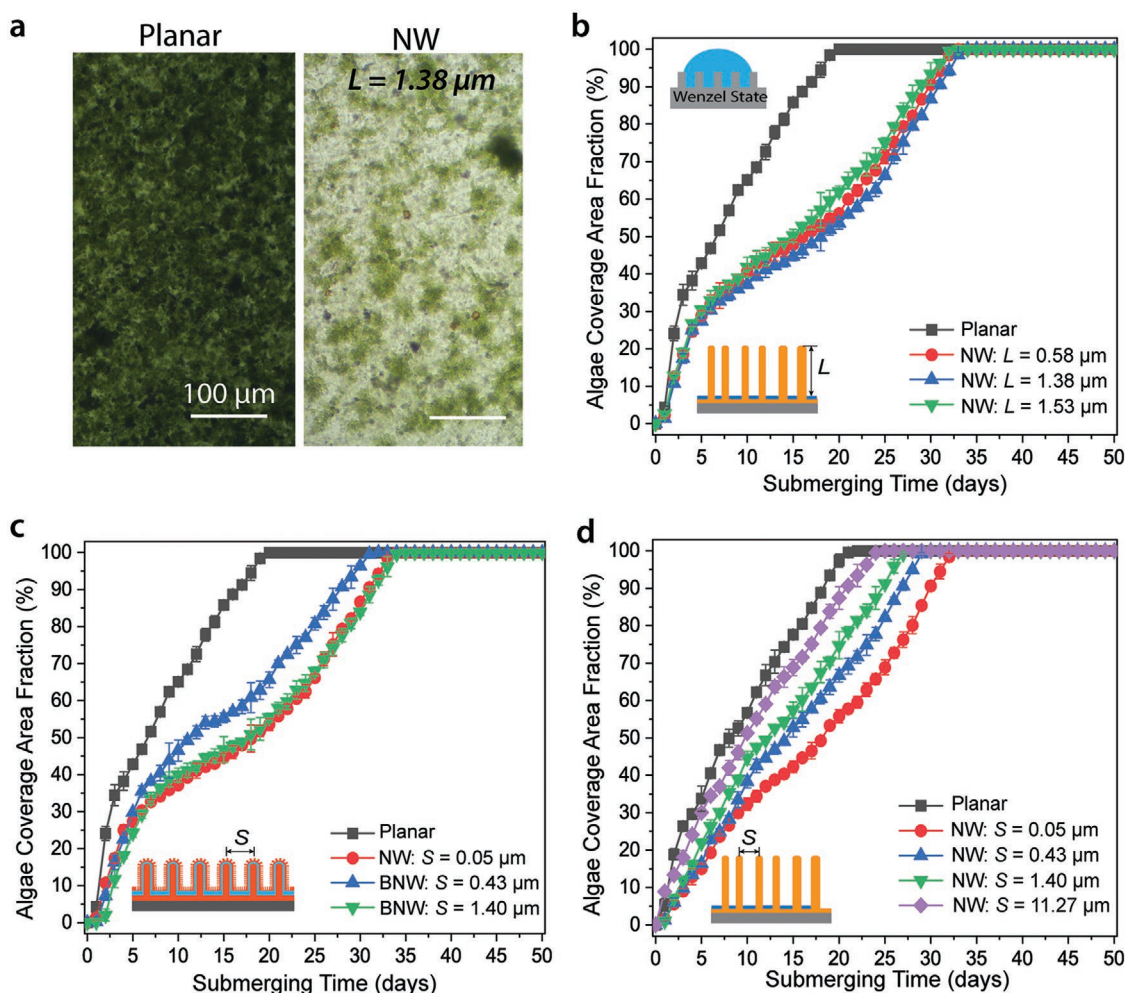 a
Planar
NW
L = 1.38 µm
100 µm
b
Algae Coverage Area Fraction (%)
100
90
80
70
60
50
40
30
20
10
0
Wenzel State
L
Planar
NW: L = 0.58 µm
NW: L = 1.38 µm
NW: L = 1.53 µm
0 5 10 15 20 25 30 35 40 45 50
Submerging Time (days)
c
Algae Coverage Area Fraction (%)
100
90
80
70
60
50
40
30
20
10
0
S
Planar
NW: S = 0.05 µm
BNW: S = 0.43 µm
BNW: S = 1.40 µm
0 5 10 15 20 25 30 35 40 45 50
Submerging Time (days)
d
Algae Coverage Area Fraction (%)
100
90
80
70
60
50
40
30
20
10
0
S
Planar
NW: S = 0.05 µm
NW: S = 0.43 µm
NW: S = 1.40 µm
NW: S = 11.27 µm
0 5 10 15 20 25 30 35 40 45 50
Submerging Time (days)